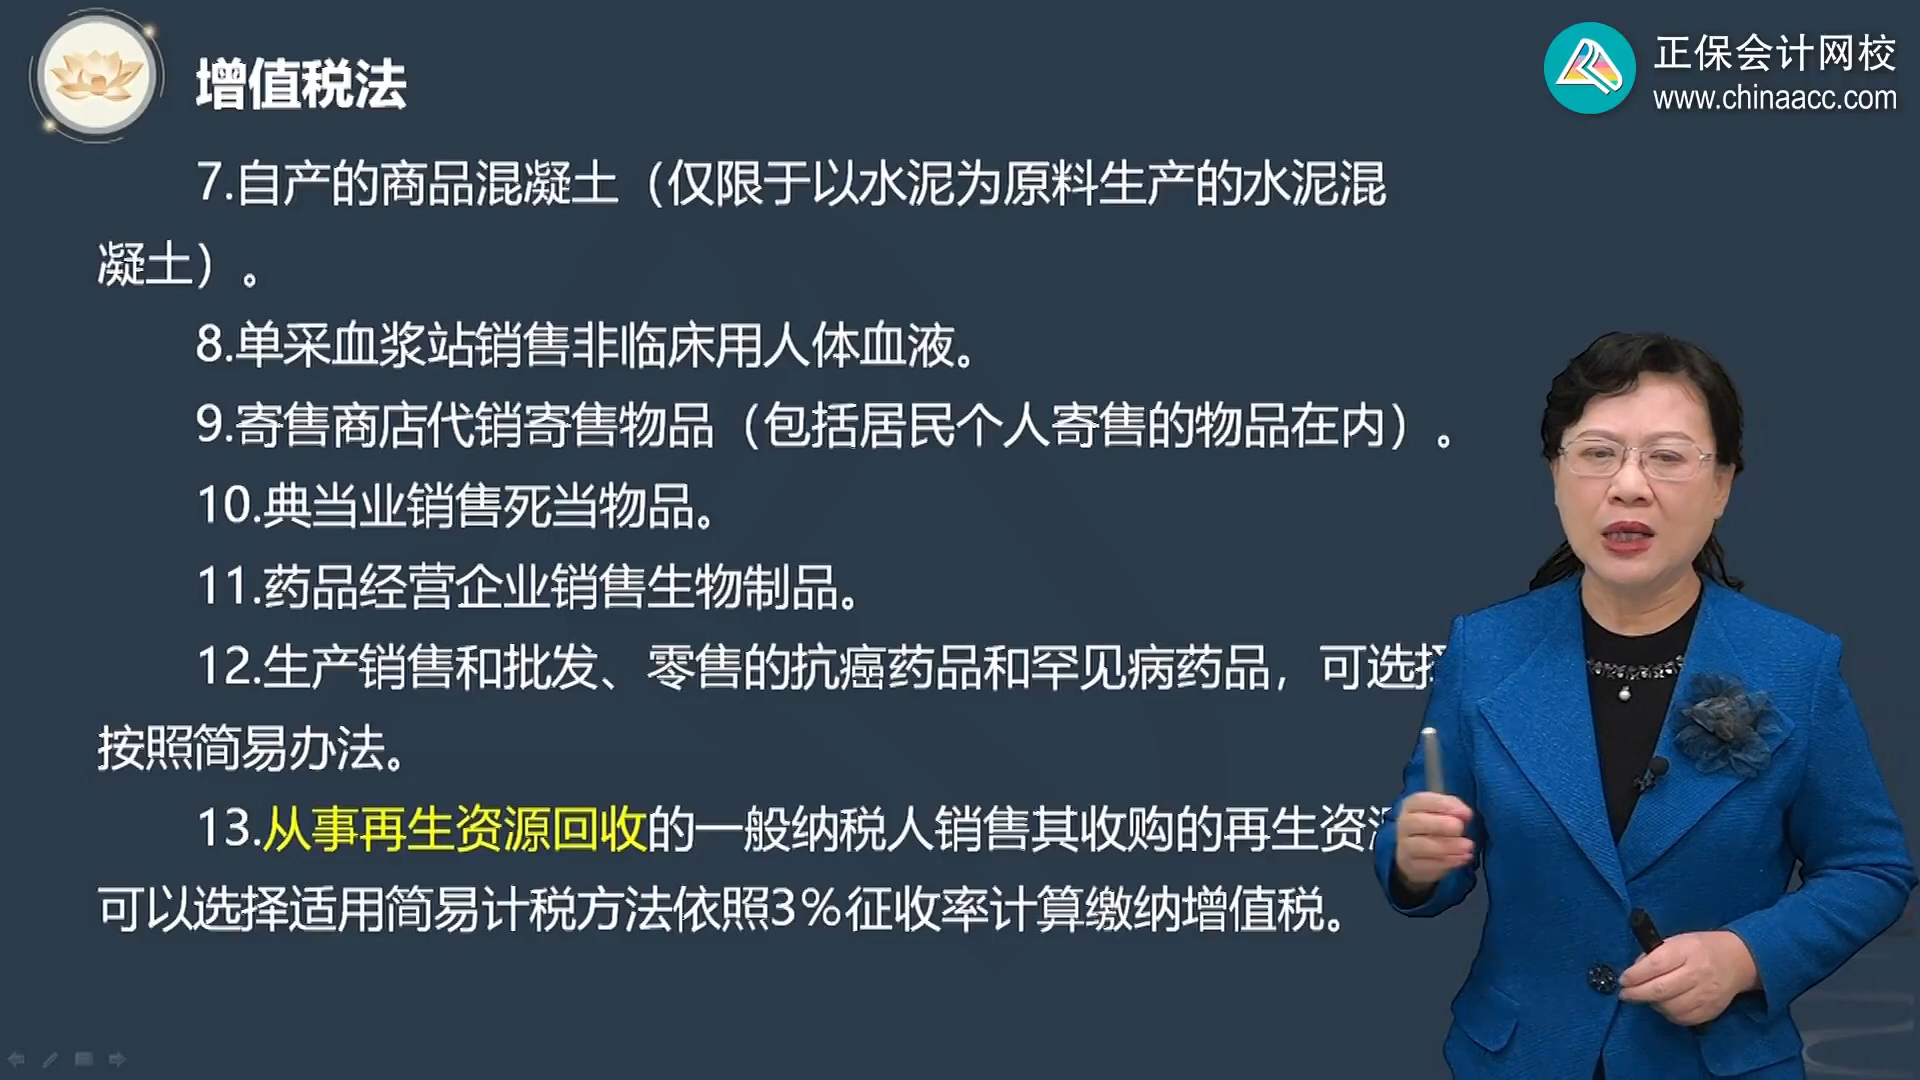 增值税法
正保会计网校
www.chinaacc.com
7.自产的商品混凝土（仅限于以水泥为原料生产的水泥混
凝土）。
8.单采血浆站销售非临床用人体血液。
9.寄售商店代销寄售物品（包括居民个人寄售的物品在内）。
10.典当业销售死当物品。
11.药品经营企业销售生物制品。
12.生产销售和批发、零售的抗癌药品和罕见病药品，可选择
按照简易办法。
13.从事再生资源回收的一般纳税人销售其收购的再生资源
可以选择适用简易计税方法依照3%征收率计算缴纳增值税。